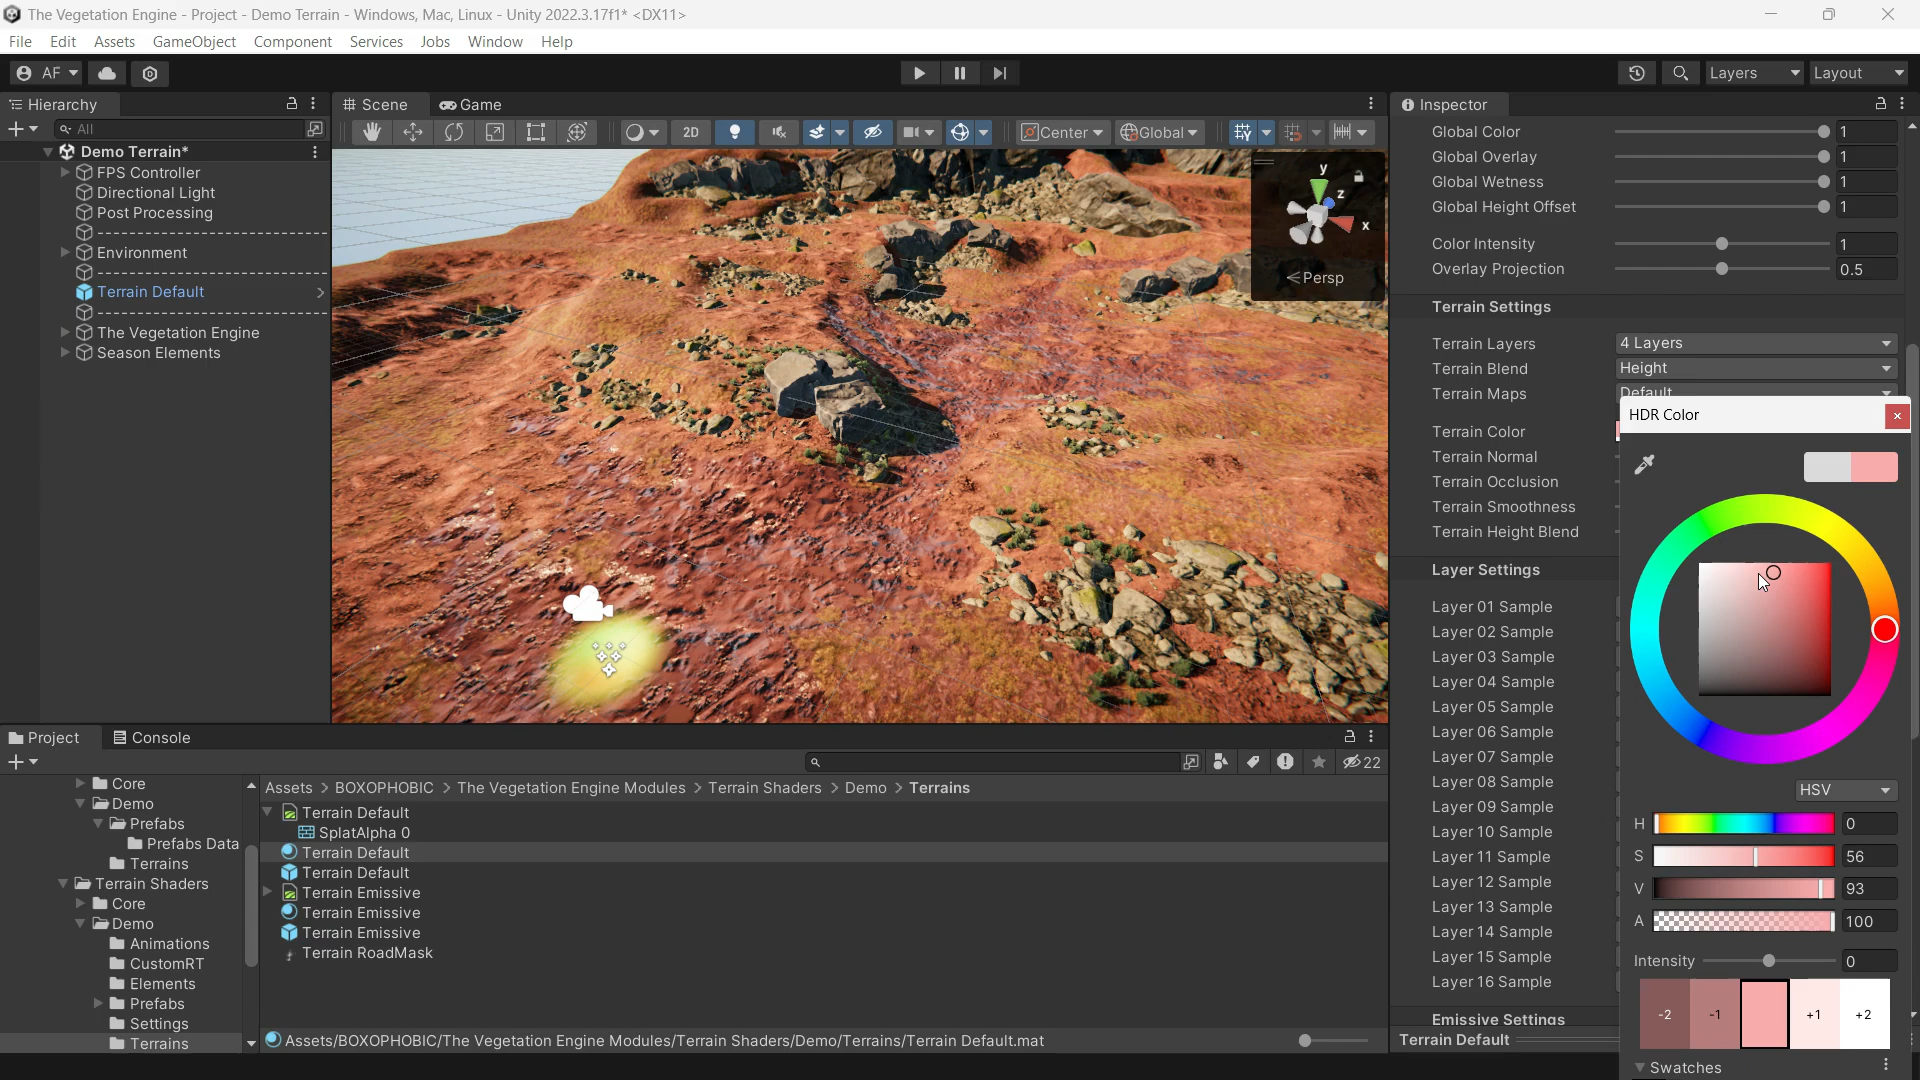 The Vegetation Engine - Project - Demo Terrain - Windows, Mac, Linux - Unity 2022.3.17f1* <DX11>
File Edit Assets GameObject Component Services Jobs Window Help
AF Layers Layout
Hierarchy
All
Demo Terrain*
FPS Controller
Directional Light
Post Processing
--------------------------------
Environment
--------------------------------
Terrain Default
--------------------------------
The Vegetation Engine
Season Elements
Scene Game
2D Center Global
y
z
x
Persp
Inspector
Global Color 1
Global Overlay 1
Global Wetness 1
Global Height Offset 1
Color Intensity 1
Overlay Projection 0.5
Terrain Settings
Terrain Layers 4 Layers
Terrain Blend Height
Terrain Maps Default
Terrain Color
Terrain Normal
Terrain Occlusion
Terrain Smoothness
Terrain Height Blend
Layer Settings
Layer 01 Sample
Layer 02 Sample
Layer 03 Sample
Layer 04 Sample
Layer 05 Sample
Layer 06 Sample
Layer 07 Sample
Layer 08 Sample
Layer 09 Sample
Layer 10 Sample
Layer 11 Sample
Layer 12 Sample
Layer 13 Sample
Layer 14 Sample
Layer 15 Sample
Layer 16 Sample
Emissive Settings
Terrain Default
HDR Color
HSV
H 0
S 56
V 93
A 100
Intensity 0
-2 -1 +1 +2
Swatches
Project Console
22
Core
Demo
Prefabs
Prefabs Data
Terrains
Terrain Shaders
Core
Demo
Animations
CustomRT
Elements
Prefabs
Settings
Terrains
Assets > BOXOPHOBIC > The Vegetation Engine Modules > Terrain Shaders > Demo > Terrains
Terrain Default
SplatAlpha 0
Terrain Default
Terrain Default
Terrain Emissive
Terrain Emissive
Terrain Emissive
Terrain RoadMask
Assets/BOXOPHOBIC/The Vegetation Engine Modules/Terrain Shaders/Demo/Terrains/Terrain Default.mat